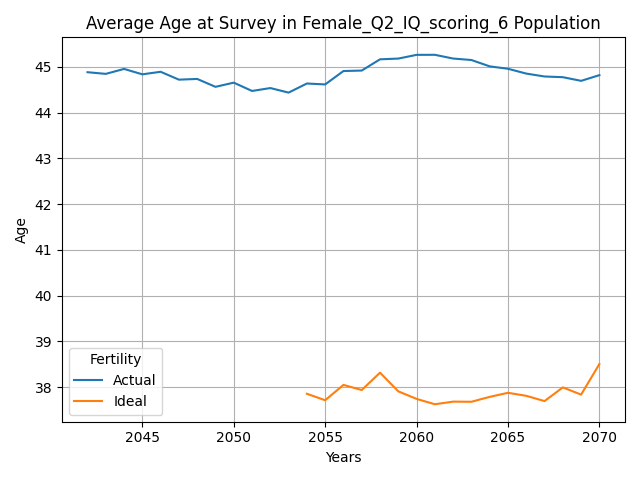 Average Age at Survey in Female_Q2_IQ_scoring_6 Population
Age
45
44
43
42
41
40
39
38
Fertility
Actual
Ideal
2045 2050 2055 2060 2065 2070
Years